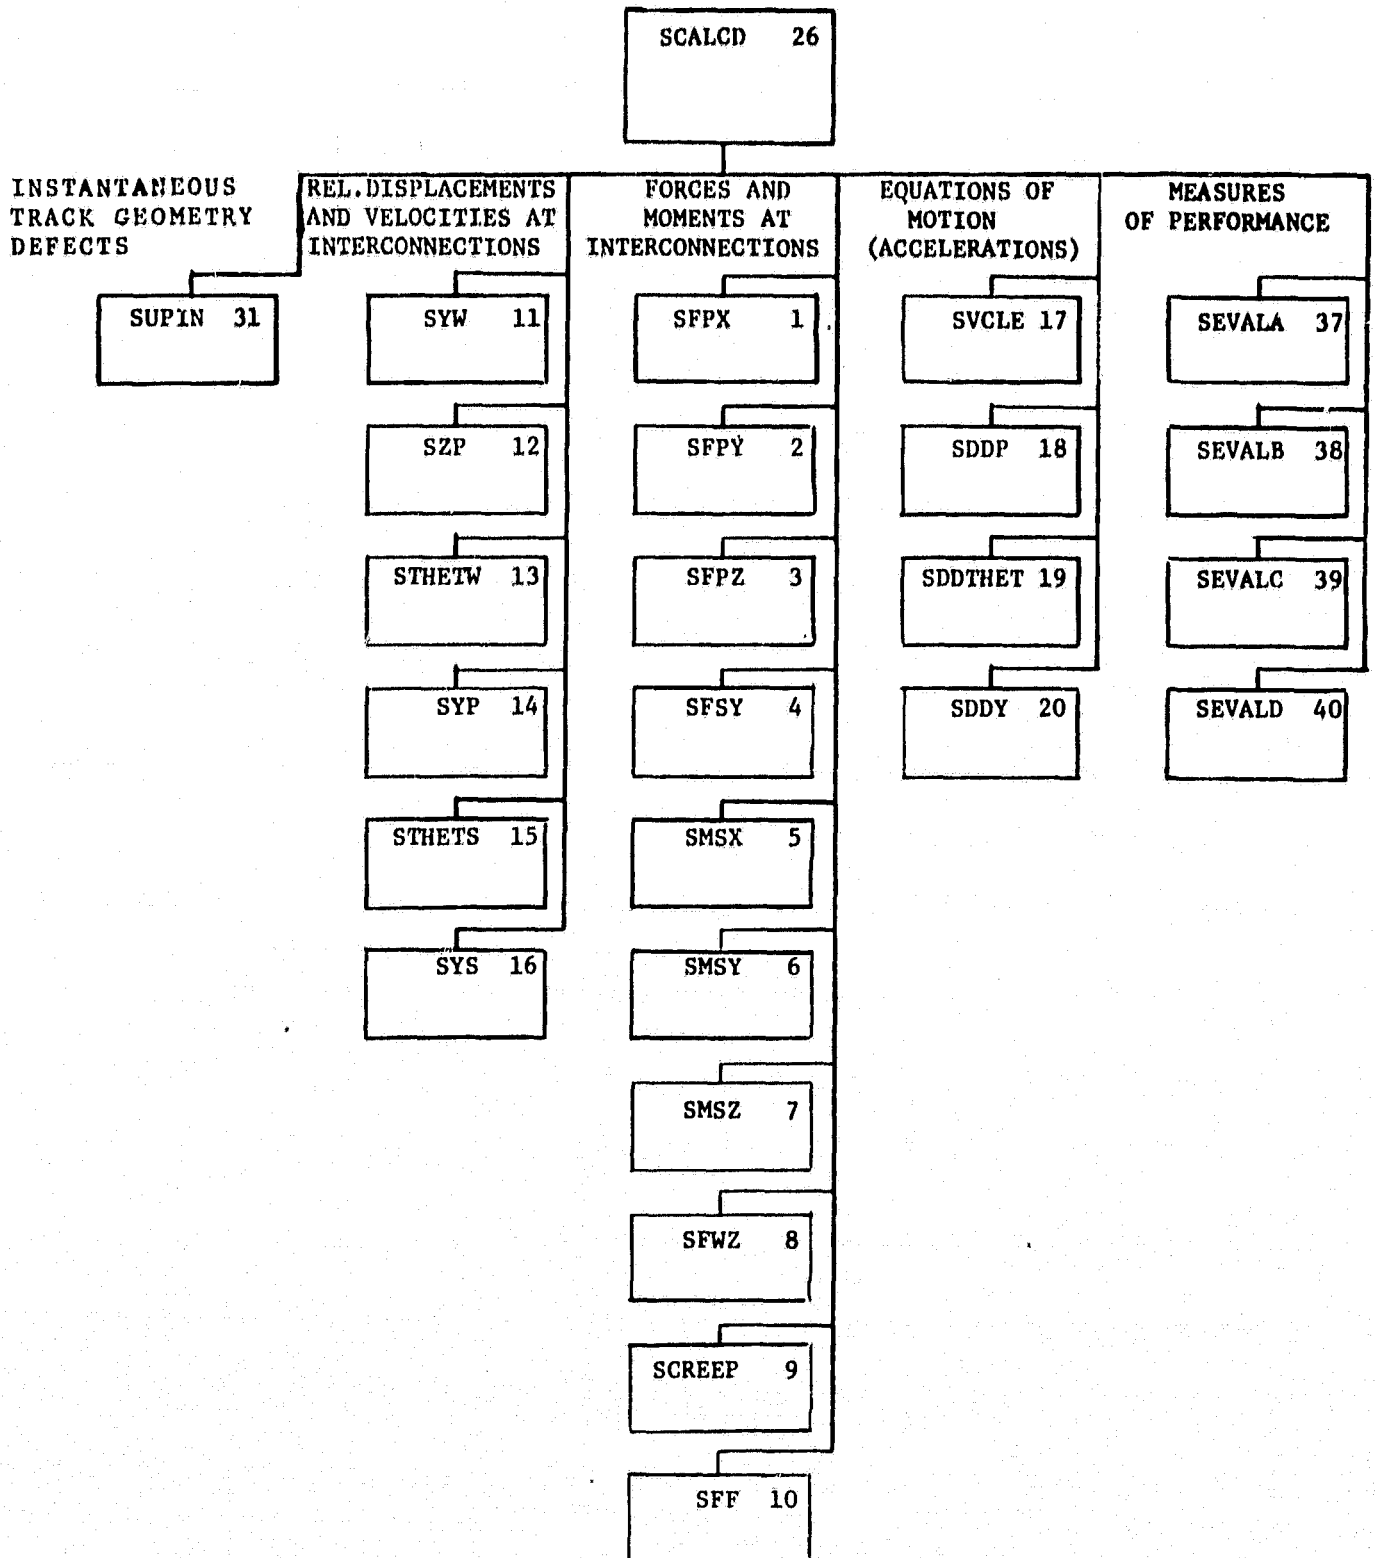 SCALCD 26
INSTANTANEOUS
TRACK GEOMETRY
DEFECTS
SUPIN 31
REL.DISPLACEMENTS
AND VELOCITIES AT
INTERCONNECTIONS
SYW 11
SZP 12
STHETW 13
SYP 14
STHETS 15
SYS 16
FORCES AND
MOMENTS AT
INTERCONNECTIONS
SFPX 1
SFPY 2
SFPZ 3
SFSY 4
SMSX 5
SMSY 6
SMSZ 7
SFWZ 8
SCREEP 9
SFF 10
EQUATIONS OF
MOTION
(ACCELERATIONS)
SVCLE 17
SDDP 18
SDDTHET 19
SDDY 20
MEASURES
OF PERFORMANCE
SEVALA 37
SEVALB 38
SEVALC 39
SEVALD 40